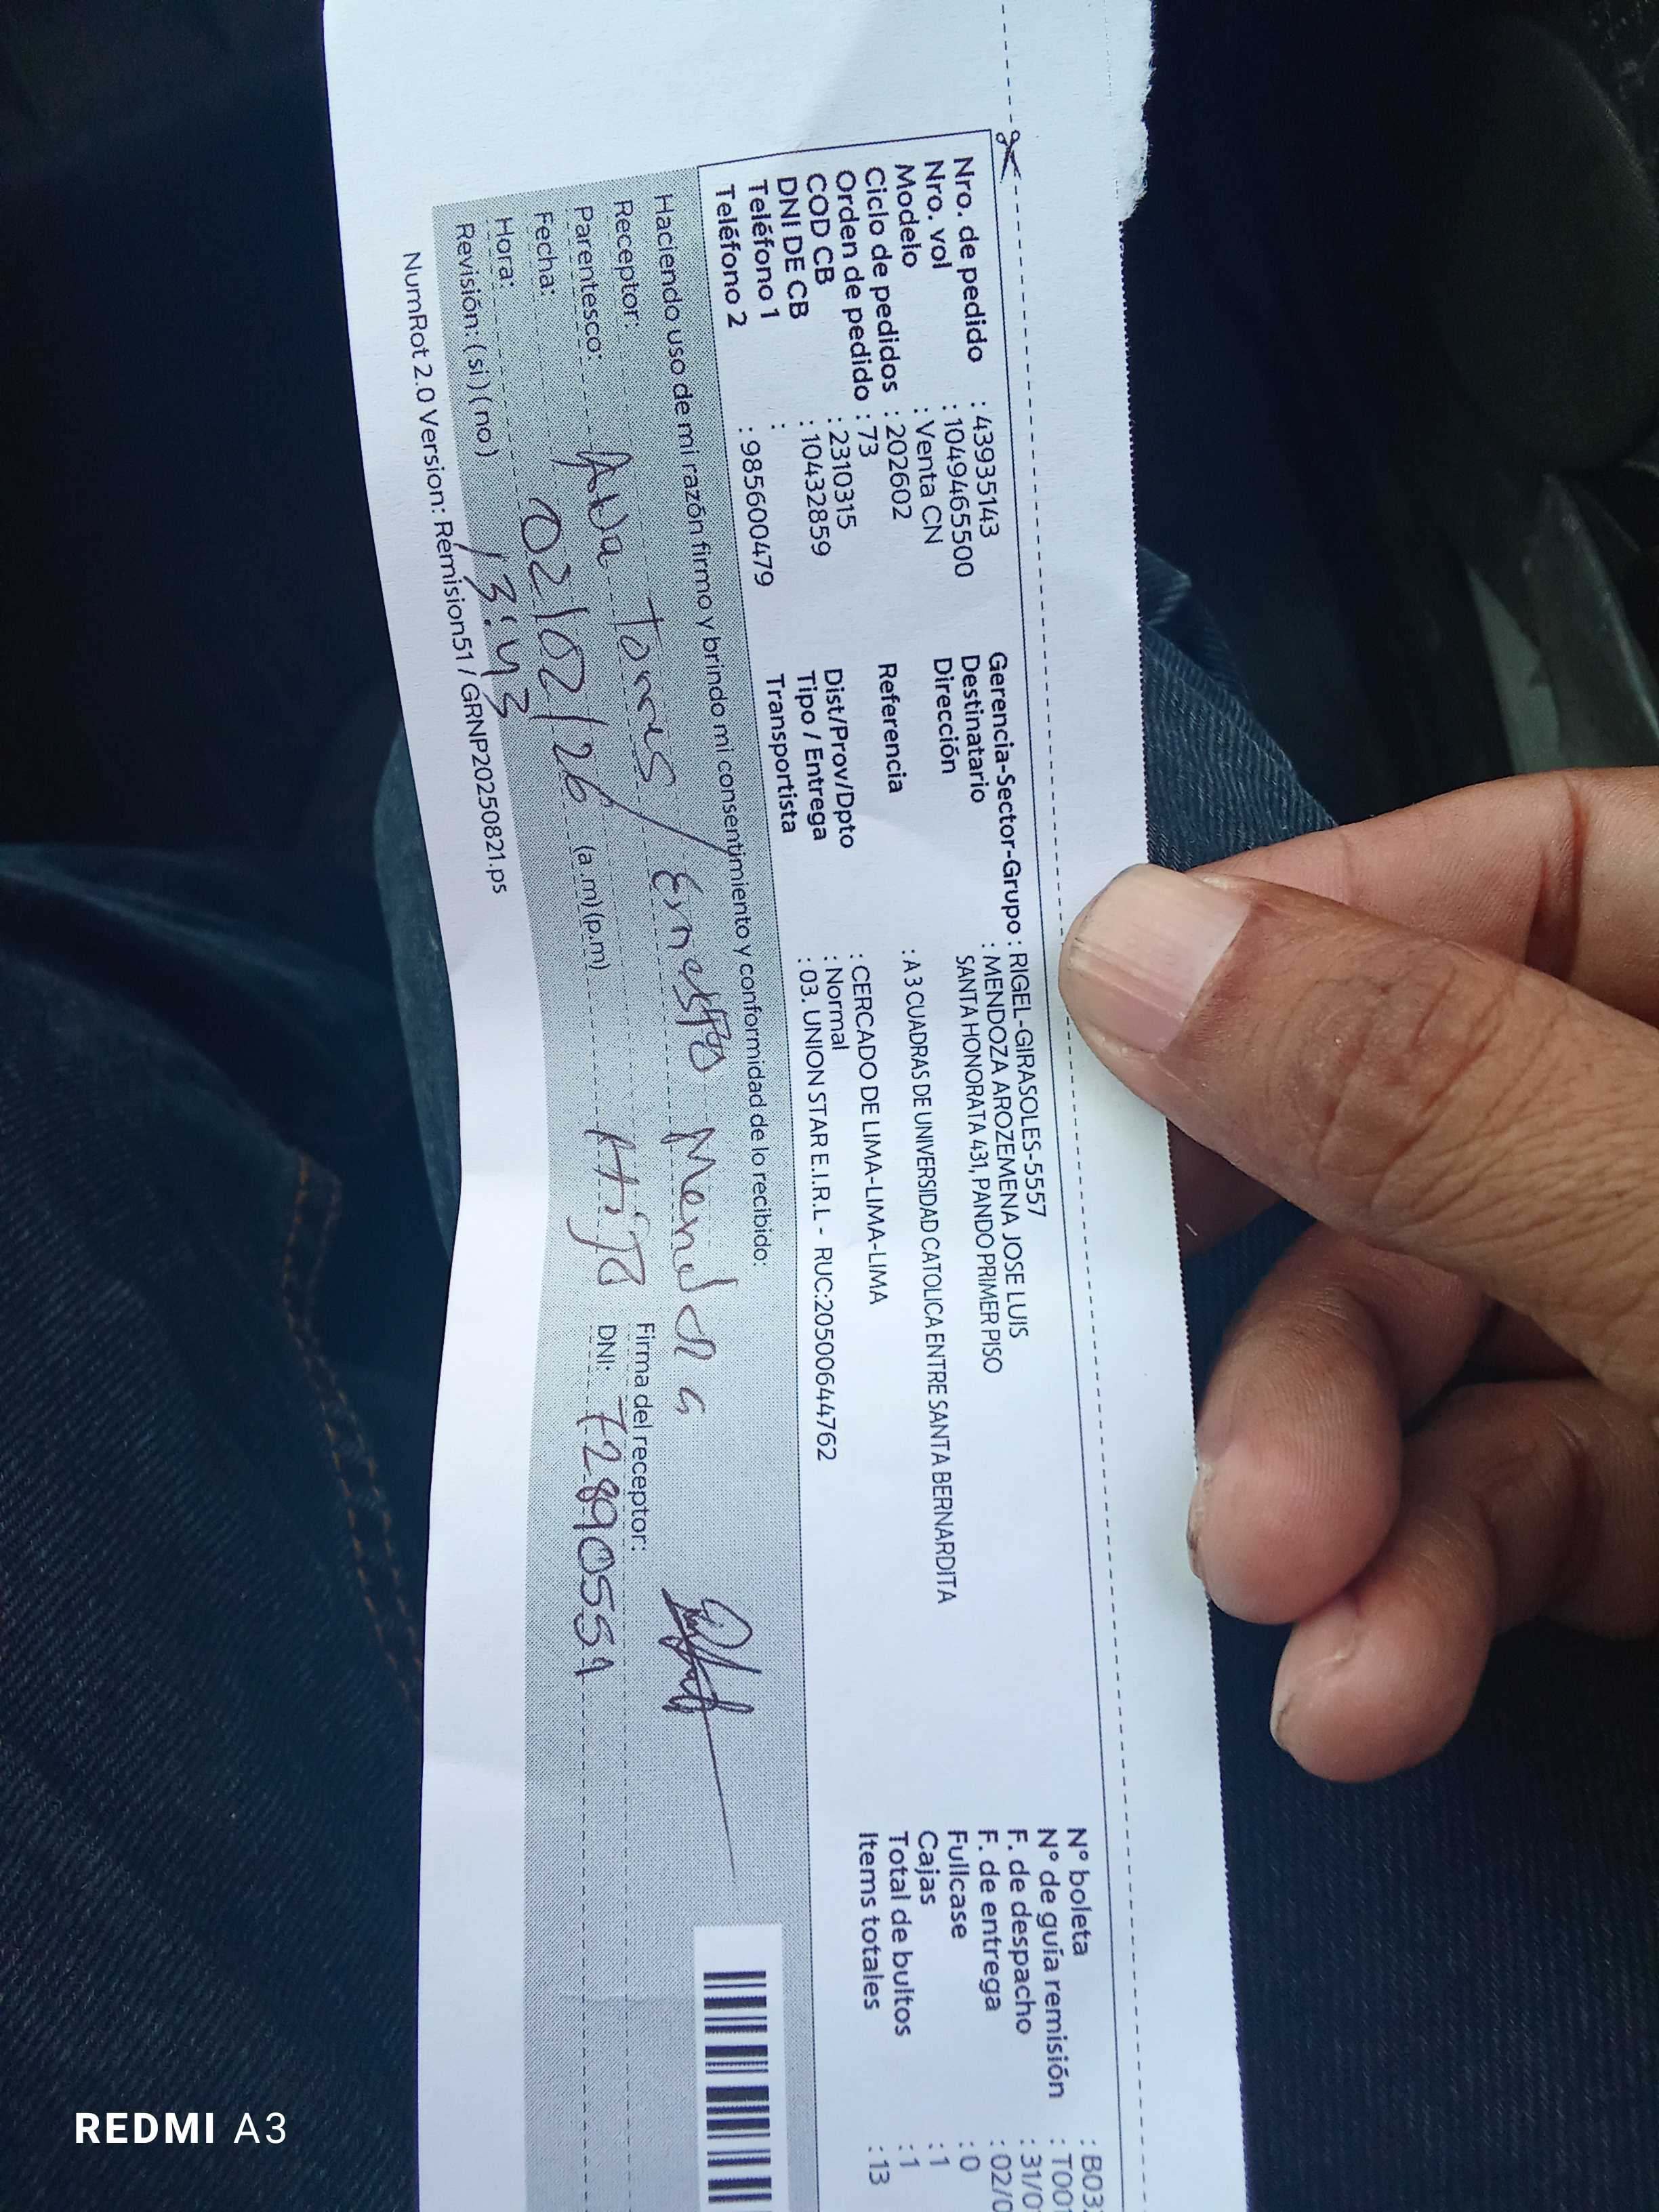 Nro. de pedido : 43935143
Nro. vol : 1049465500
Modelo : Venta CN
Ciclo de pedidos : 202602
Orden de pedido : 73
COD CB : 2310315
DNI DE CB : 10432859
Teléfono 1 :
Teléfono 2 : 985600479
Gerencia-Sector-Grupo : RIGEL-GIRASOLES-5557
Destinatario : MENDOZA AROZEMENA JOSE LUIS
Dirección SANTA HONORATA 431, PANDO PRIMER PISO
Referencia : A 3 CUADRAS DE UNIVERSIDAD CATOLICA ENTRE SANTA BERNARDITA
Dist/Prov/Dpto : CERCADO DE LIMA-LIMA-LIMA
Tipo / Entrega : Normal
Transportista : 03. UNION STAR E.I.R.L - RUC:20500644762
N° boleta : B03
N° de guía remisión : T001
F. de despacho : 31/0
F. de entrega : 02/0
Fullcase : 0
Cajas : 1
Total de bultos : 1
Items totales : 13
Haciendo uso de mi razón firmo y brindo mi consentimiento y conformidad de lo recibido:
Receptor: Torres / Ernesto
Firma del receptor:
Parentesco: Hija DNI: 72890551
Fecha: 02/02/26
Hora: 13:43 (a.m) (p.m)
Revisión: ( si ) ( no )
NumRot 2.0 Version: Remision51 / GRNP20250821.ps
REDMI A3